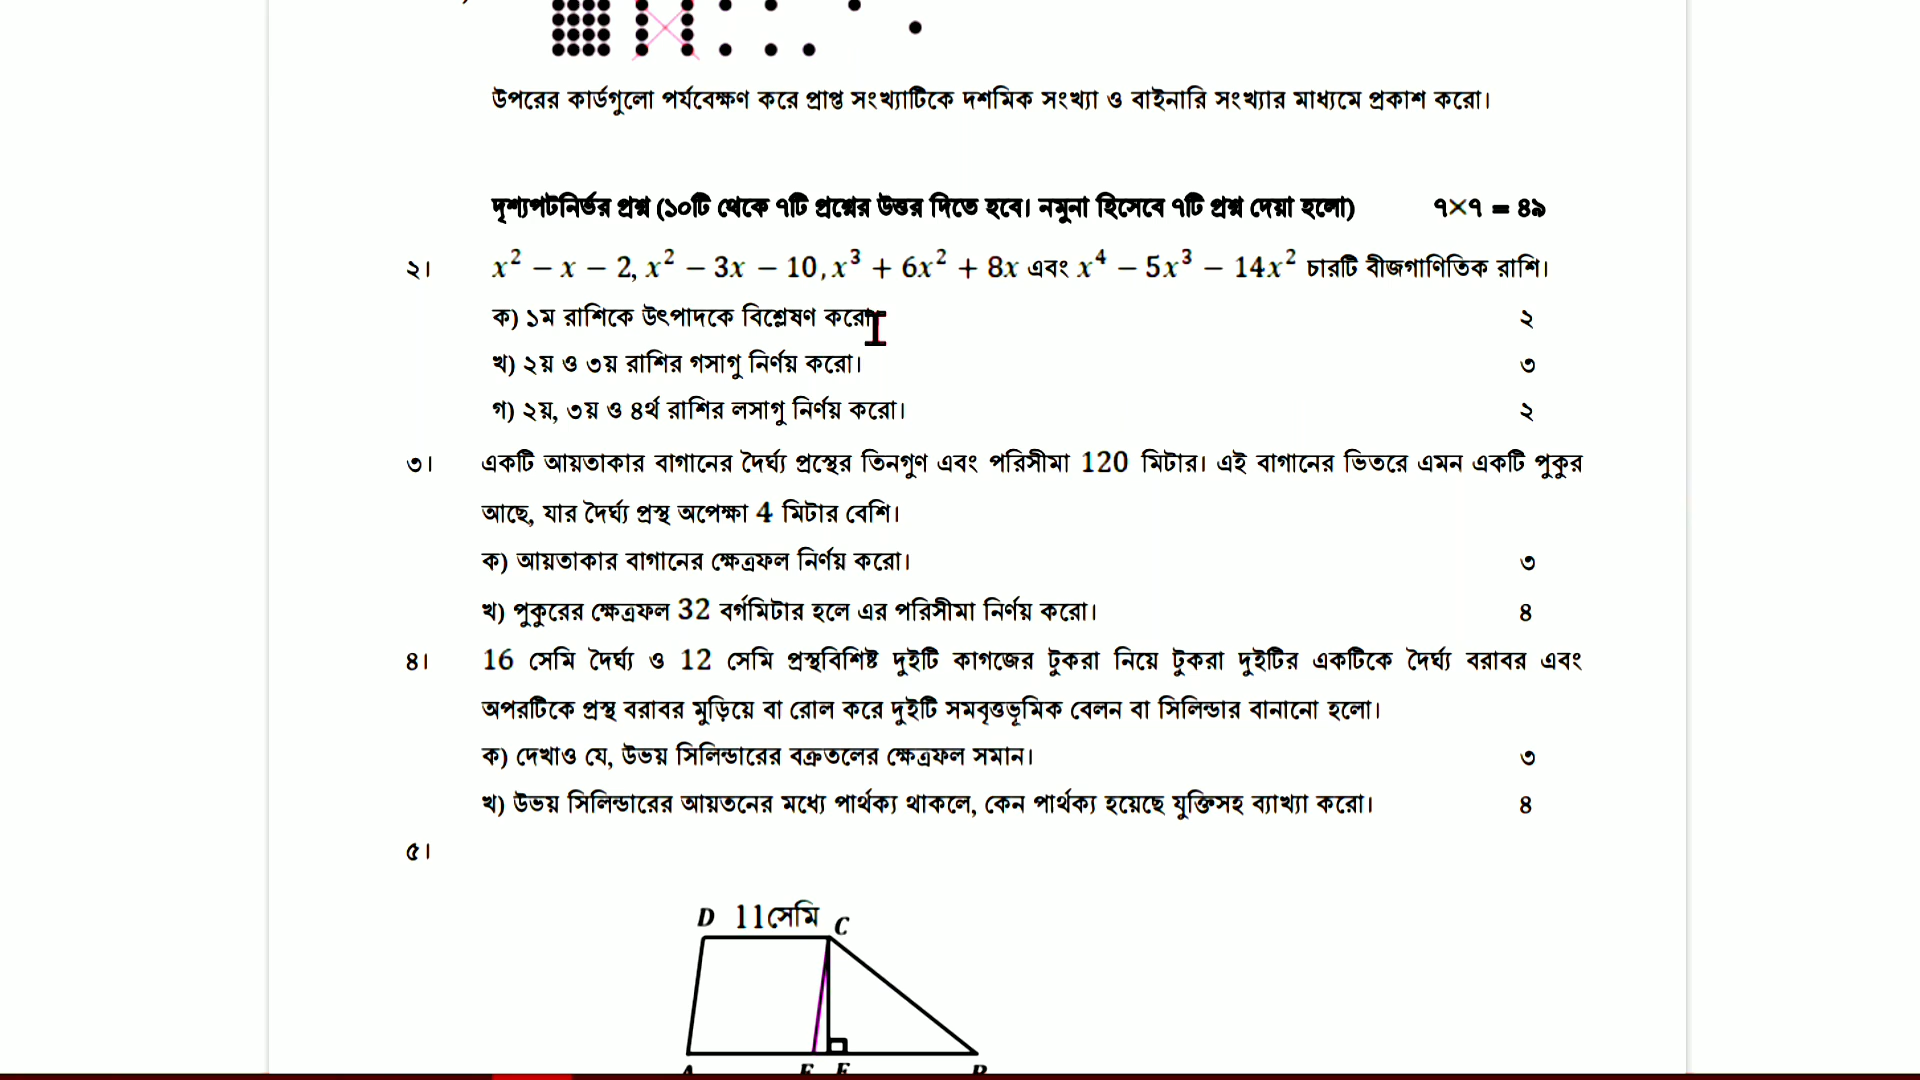 উপরের কার্ডগুলো পর্যবেক্ষণ করে প্রাপ্ত সংখ্যাটিকে দশমিক সংখ্যা ও বাইনারি সংখ্যার মাধ্যমে প্রকাশ করো।
দৃশ্যপটনির্ভর প্রশ্ন (১০টি থেকে ৭টি প্রশ্নের উত্তর দিতে হবে। নমুনা হিসেবে ৭টি প্রশ্ন দেয়া হলো) ৭×৭ = ৪৯
২। x² − x − 2, x² − 3x − 10, x³ + 6x² + 8x এবং x⁴ − 5x³ − 14x² চারটি বীজগাণিতিক রাশি।
ক) ১ম রাশিকে উৎপাদকে বিশ্লেষণ করো। ২
খ) ২য় ও ৩য় রাশির গসাগু নির্ণয় করো। ৩
গ) ২য়, ৩য় ও ৪র্থ রাশির লসাগু নির্ণয় করো। ২
৩। একটি আয়তাকার বাগানের দৈর্ঘ্য প্রস্থের তিনগুণ এবং পরিসীমা 120 মিটার। এই বাগানের ভিতরে এমন একটি পুকুর
আছে, যার দৈর্ঘ্য প্রস্থ অপেক্ষা 4 মিটার বেশি।
ক) আয়তাকার বাগানের ক্ষেত্রফল নির্ণয় করো। ৩
খ) পুকুরের ক্ষেত্রফল 32 বর্গমিটার হলে এর পরিসীমা নির্ণয় করো। ৪
৪। 16 সেমি দৈর্ঘ্য ও 12 সেমি প্রস্থবিশিষ্ট দুইটি কাগজের টুকরা নিয়ে টুকরা দুইটির একটিকে দৈর্ঘ্য বরাবর এবং
অপরটিকে প্রস্থ বরাবর মুড়িয়ে বা রোল করে দুইটি সমবৃত্তভূমিক বেলন বা সিলিন্ডার বানানো হলো।
ক) দেখাও যে, উভয় সিলিন্ডারের বক্রতলের ক্ষেত্রফল সমান। ৩
খ) উভয় সিলিন্ডারের আয়তনের মধ্যে পার্থক্য থাকলে, কেন পার্থক্য হয়েছে যুক্তিসহ ব্যাখ্যা করো। ৪
৫।
D 11সেমি C